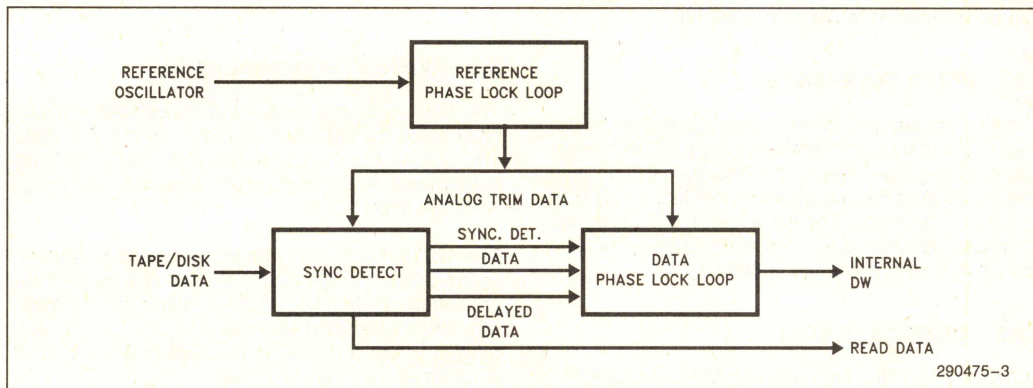 REFERENCE
OSCILLATOR
REFERENCE
PHASE LOCK LOOP
ANALOG TRIM DATA
TAPE/DISK
DATA
SYNC DETECT
SYNC. DET.
DATA
DELAYED
DATA
DATA
PHASE LOCK LOOP
INTERNAL
DW
READ DATA
290475-3